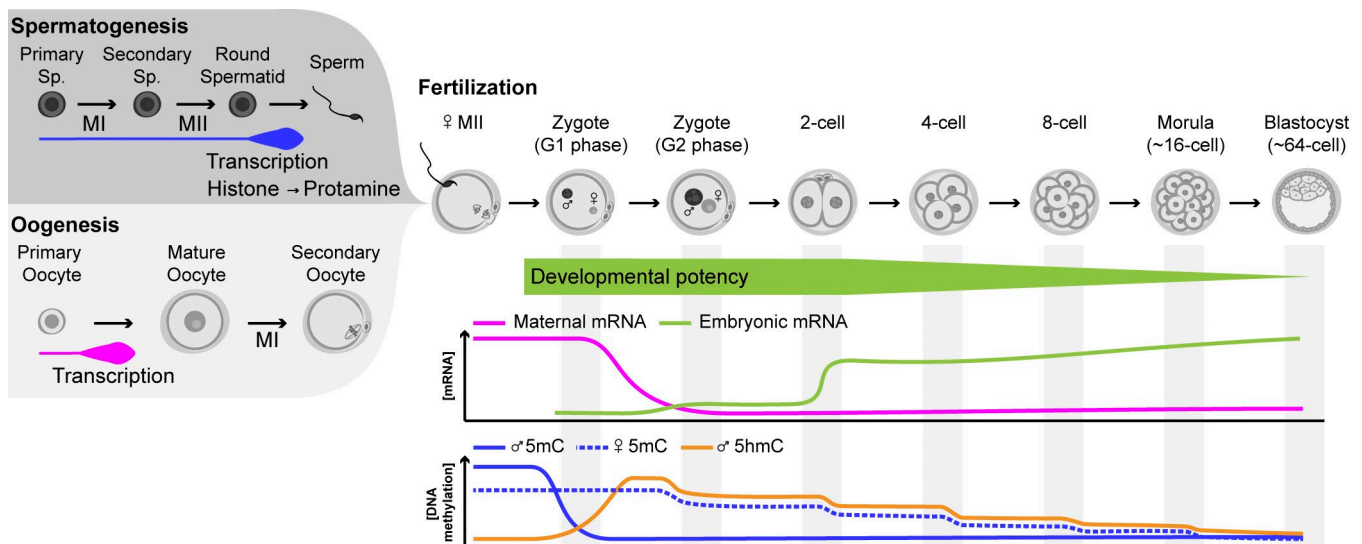 Spermatogenesis
Primary Sp.
Secondary Sp.
Round Spermatid
Sperm
MI
MII
Transcription
Histone → Protamine
Oogenesis
Primary Oocyte
Mature Oocyte
Secondary Oocyte
MI
Transcription
Fertilization
♀ MII
Zygote (G1 phase)
Zygote (G2 phase)
2-cell
4-cell
8-cell
Morula (~16-cell)
Blastocyst (~64-cell)
♂ ♀
♂ ♀
Developmental potency
Maternal mRNA
Embryonic mRNA
[mRNA]
♂ 5mC
♀ 5mC
♂ 5hmC
[DNA methylation]